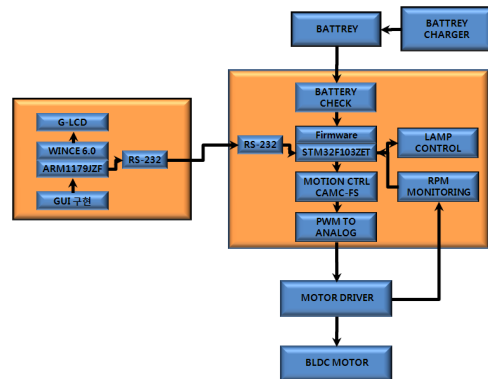 BATTREY
BATTREY
CHARGER
BATTERY
CHECK
G-LCD
WINCE 6.0
ARM1179JZF
RS-232
GUI 구현
RS-232
Firmware
STM32F103ZET
LAMP
CONTROL
MOTION CTRL
CAMC-FS
RPM
MONITORING
PWM TO
ANALOG
MOTOR DRIVER
BLDC MOTOR